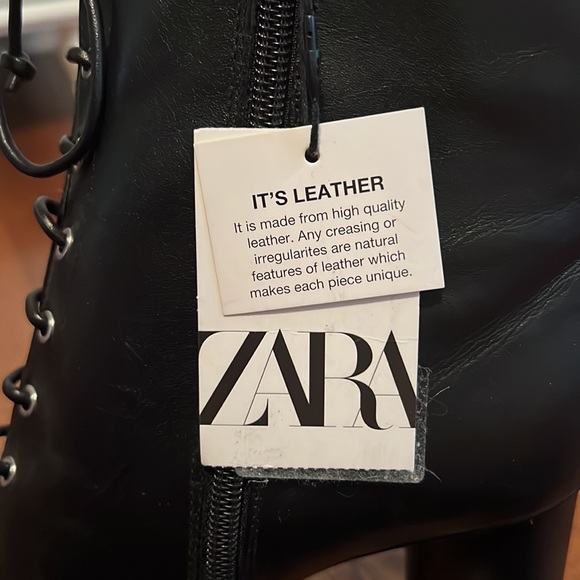 IT'S LEATHER
It is made from high quality
leather. Any creasing or
irregularites are natural
features of leather which
makes each piece unique.
ZARA